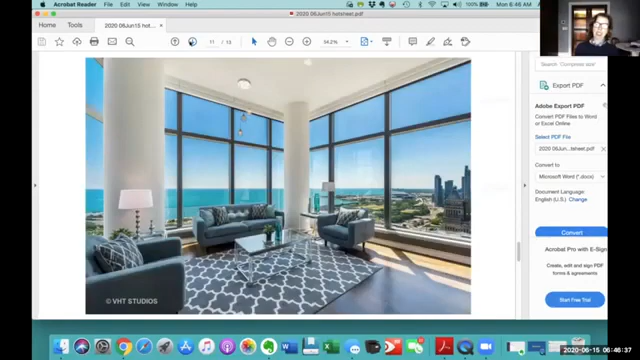 Acrobat Reader File Edit View Window Help
100%
Mon 6:46 AM
2020 06Jun15 hotsheet.pdf
Home Tools 2020 06Jun15 hot... ×
11 / 13
54.2%
Export PDF
Adobe Export PDF
Convert PDF Files to Word
or Excel Online
Select PDF File
2020 06Jun...tsheet.pdf ×
Convert to
Microsoft Word (*.docx)
Document Language:
English (U.S.) Change
Convert
Acrobat Pro with E-Sign
Create, edit and sign PDF
forms & agreements
Start Free Trial
© VHT STUDIOS
2020-06-15 06:46:37